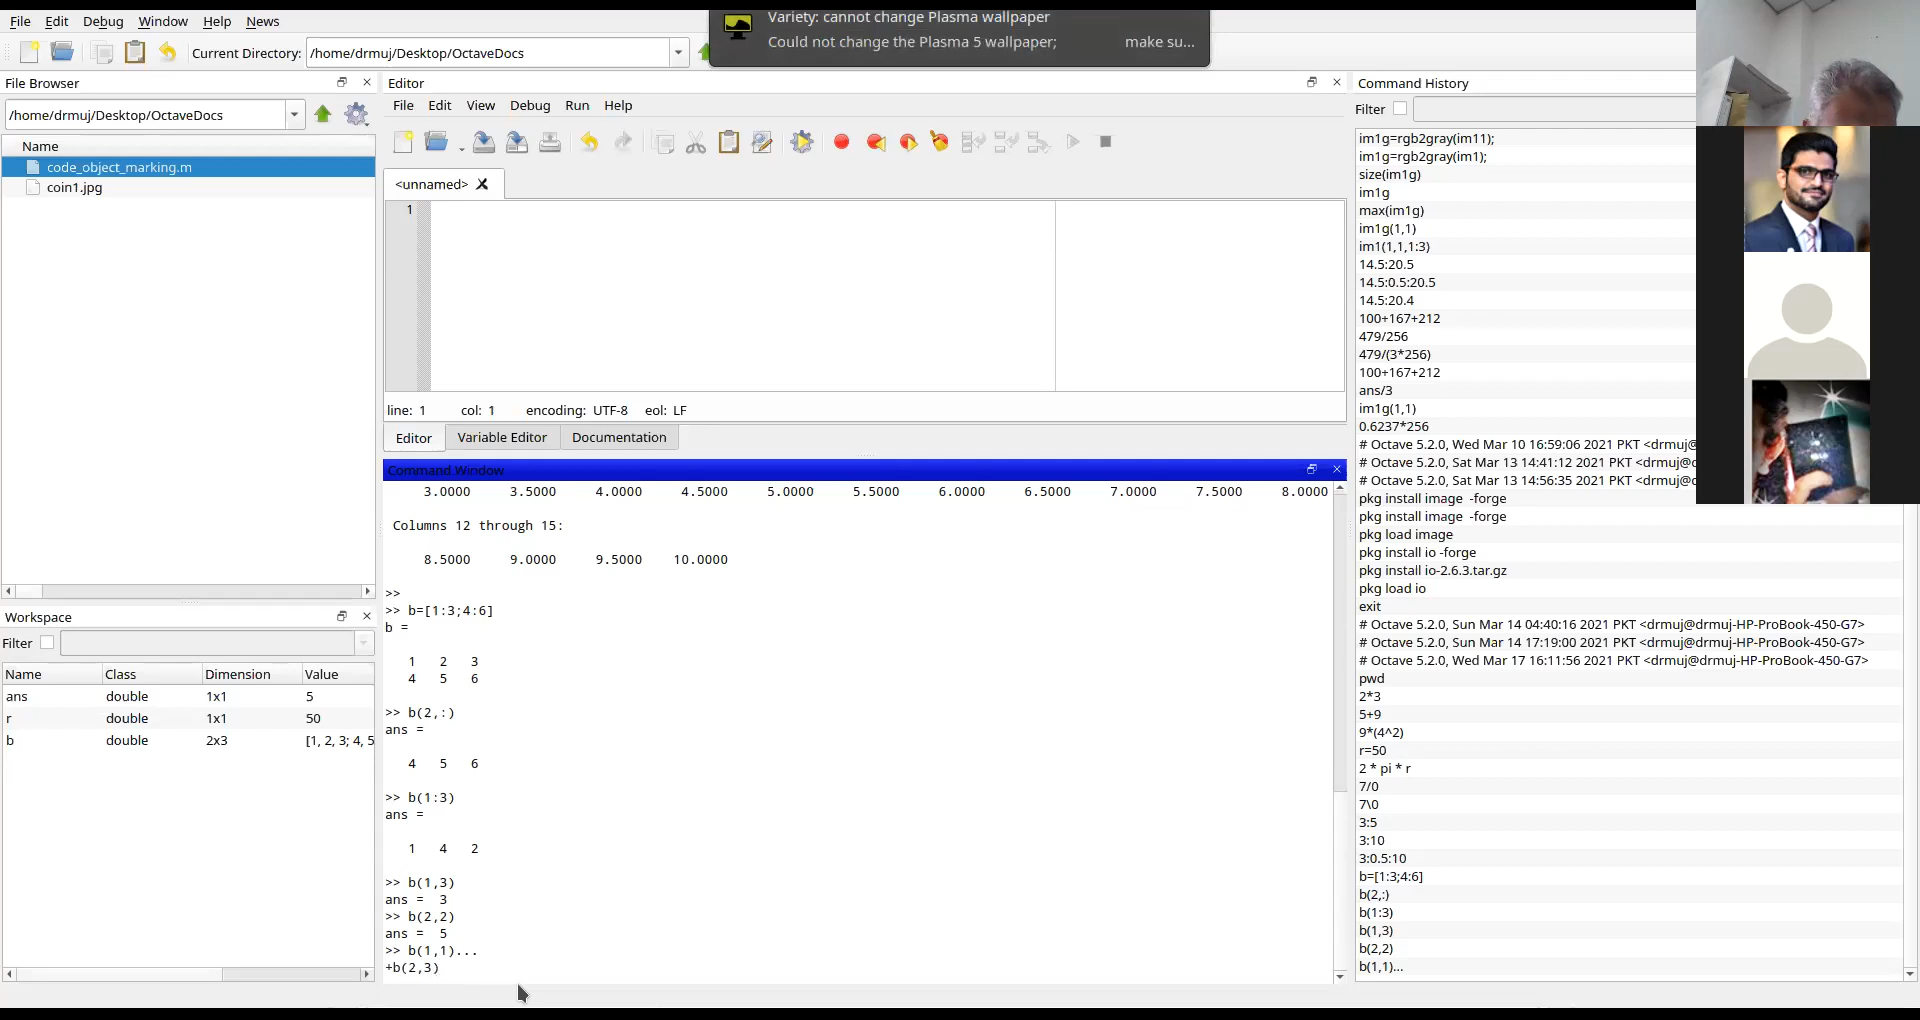 File Edit Debug Window Help News
Variety: cannot change Plasma wallpaper
Could not change the Plasma 5 wallpaper; make su...
Current Directory: /home/drmuj/Desktop/OctaveDocs
File Browser
/home/drmuj/Desktop/OctaveDocs
Name
code_object_marking.m
coin1.jpg
Workspace
Filter
Name Class Dimension Value
ans double 1x1 5
r double 1x1 50
b double 2x3 [1, 2, 3; 4, 5
Editor
File Edit View Debug Run Help
<unnamed>
1
line: 1 col: 1 encoding: UTF-8 eol: LF
Editor Variable Editor Documentation
Command Window
3.0000 3.5000 4.0000 4.5000 5.0000 5.5000 6.0000 6.5000 7.0000 7.5000 8.0000
Columns 12 through 15:
8.5000 9.0000 9.5000 10.0000
>>
>> b=[1:3;4:6]
b =
1 2 3
4 5 6
>> b(2,:)
ans =
4 5 6
>> b(1:3)
ans =
1 4 2
>> b(1,3)
ans = 3
>> b(2,2)
ans = 5
>> b(1,1)...
+b(2,3)
Command History
Filter
im1g=rgb2gray(im11);
im1g=rgb2gray(im1);
size(im1g)
im1g
max(im1g)
im1g(1,1)
im1(1,1,1:3)
14.5:20.5
14.5:0.5:20.5
14.5:20.4
100+167+212
479/256
479/(3*256)
100+167+212
ans/3
im1g(1,1)
0.6237*256
# Octave 5.2.0, Wed Mar 10 16:59:06 2021 PKT <drmuj@
# Octave 5.2.0, Sat Mar 13 14:41:12 2021 PKT <drmuj@d
# Octave 5.2.0, Sat Mar 13 14:56:35 2021 PKT <drmuj@d
pkg install image -forge
pkg install image -forge
pkg load image
pkg install io -forge
pkg install io-2.6.3.tar.gz
pkg load io
exit
# Octave 5.2.0, Sun Mar 14 04:40:16 2021 PKT <drmuj@drmuj-HP-ProBook-450-G7>
# Octave 5.2.0, Sun Mar 14 17:19:00 2021 PKT <drmuj@drmuj-HP-ProBook-450-G7>
# Octave 5.2.0, Wed Mar 17 16:11:56 2021 PKT <drmuj@drmuj-HP-ProBook-450-G7>
pwd
2*3
5+9
9*(4^2)
r=50
2 * pi * r
7/0
7\0
3:5
3:10
3:0.5:10
b=[1:3;4:6]
b(2,:)
b(1:3)
b(1,3)
b(2,2)
b(1,1)...